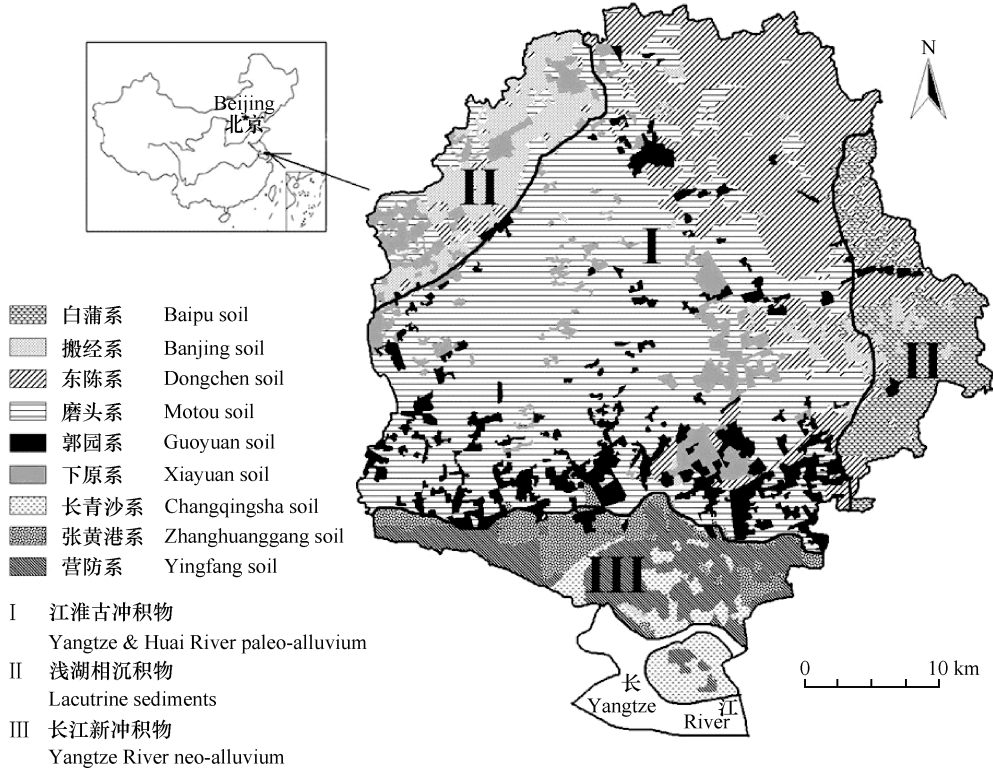 Beijing
北京
N
II
I
II
III
白蒲系 Baipu soil
搬经系 Banjing soil
东陈系 Dongchen soil
磨头系 Motou soil
郭园系 Guoyuan soil
下原系 Xiayuan soil
长青沙系 Changqingsha soil
张黄港系 Zhanghuanggang soil
营防系 Yingfang soil
Ⅰ 江淮古冲积物
Yangtze & Huai River paleo-alluvium
Ⅱ 浅湖相沉积物
Lacutrine sediments
Ⅲ 长江新冲积物
Yangtze River neo-alluvium
长 江
Yangtze River
0 10 km